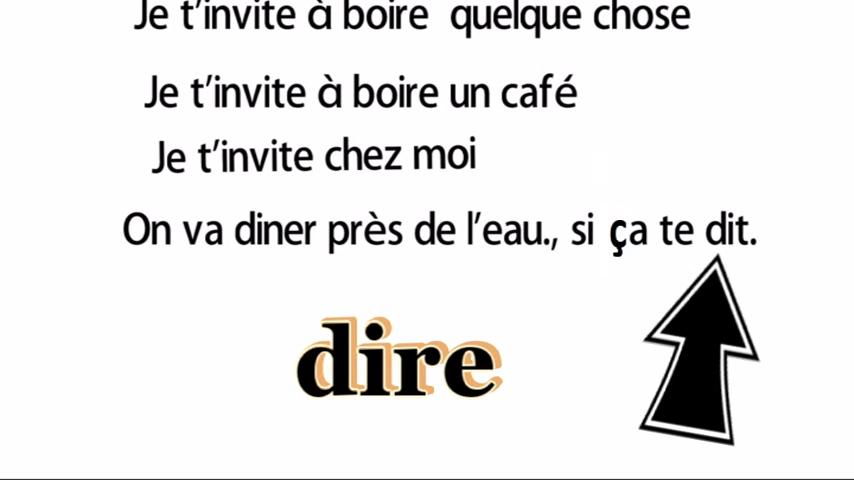 Je t'invite à boire quelque chose
Je t'invite à boire un café
Je t'invite chez moi
On va diner près de l'eau., si ça te dit.
dire